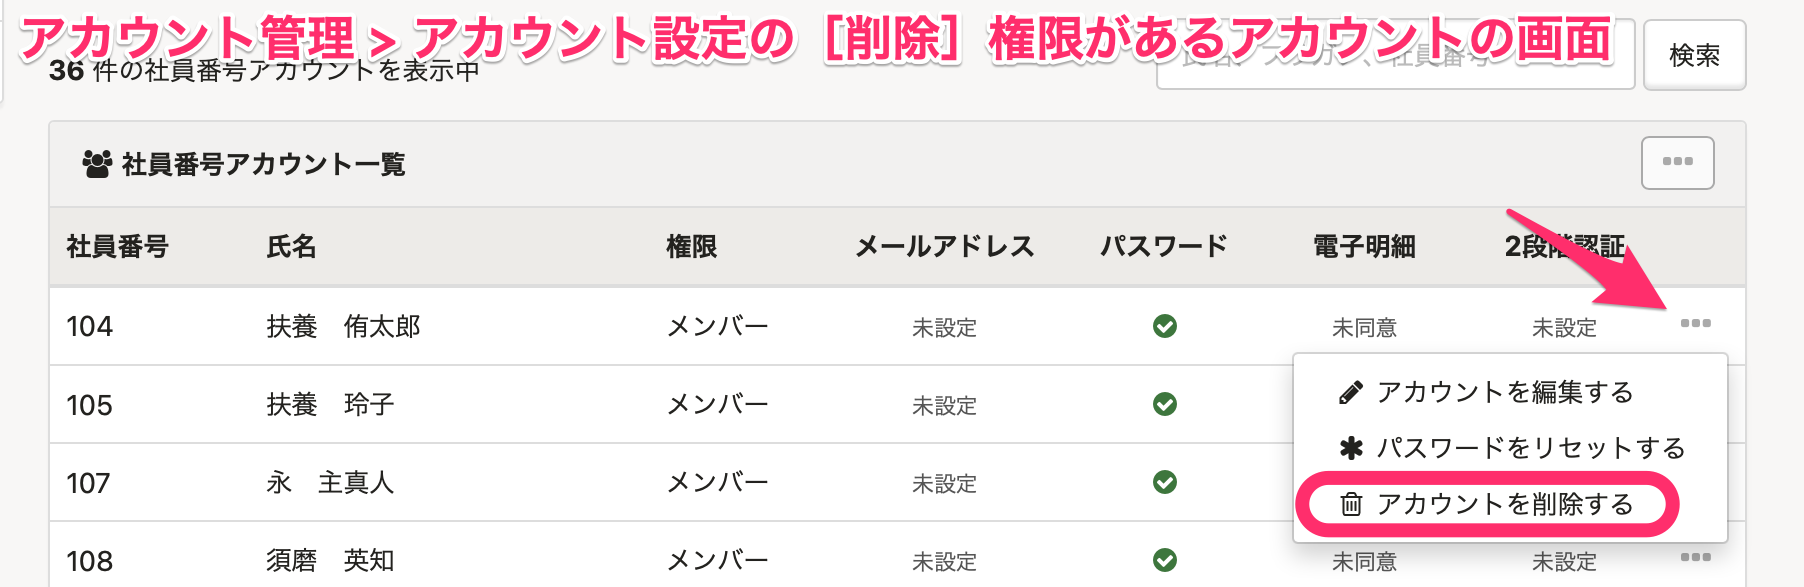 アカウント管理 > アカウント設定の［削除］権限があるアカウントの画面
36 件の社員番号アカウントを表示中
検索
社員番号アカウント一覧
社員番号 氏名 権限 メールアドレス パスワード 電子明細 2段階認証
104 扶養 侑太郎 メンバー 未設定 未同意 未設定
105 扶養 玲子 メンバー 未設定
アカウントを編集する
107 永 主真人 メンバー 未設定
パスワードをリセットする
アカウントを削除する
108 須磨 英知 メンバー 未設定 未同意 未設定